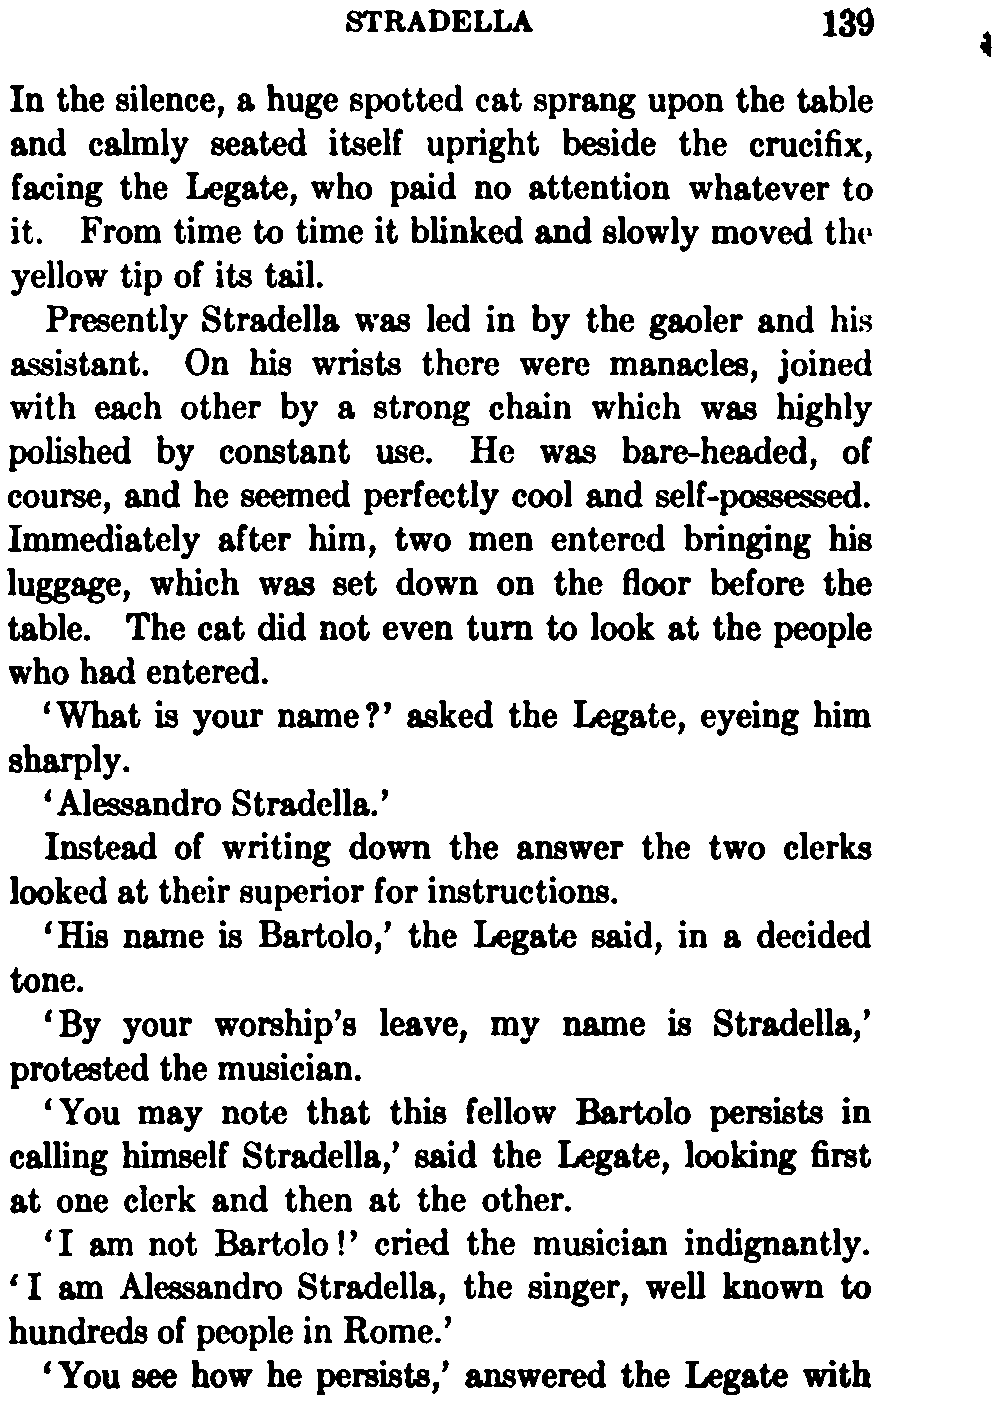 STRADELLA 139
In the silence, a huge spotted cat sprang upon the table
and calmly seated itself upright beside the crucifix,
facing the Legate, who paid no attention whatever to
it. From time to time it blinked and slowly moved the
yellow tip of its tail.
Presently Stradella was led in by the gaoler and his
assistant. On his wrists there were manacles, joined
with each other by a strong chain which was highly
polished by constant use. He was bare-headed, of
course, and he seemed perfectly cool and self-possessed.
Immediately after him, two men entered bringing his
luggage, which was set down on the floor before the
table. The cat did not even turn to look at the people
who had entered.
‘What is your name?’ asked the Legate, eyeing him
sharply.
‘Alessandro Stradella.’
Instead of writing down the answer the two clerks
looked at their superior for instructions.
‘His name is Bartolo,’ the Legate said, in a decided
tone.
‘By your worship's leave, my name is Stradella,’
protested the musician.
‘You may note that this fellow Bartolo persists in
calling himself Stradella,’ said the Legate, looking first
at one clerk and then at the other.
‘I am not Bartolo!’ cried the musician indignantly.
‘I am Alessandro Stradella, the singer, well known to
hundreds of people in Rome.’
‘You see how he persists,’ answered the Legate with